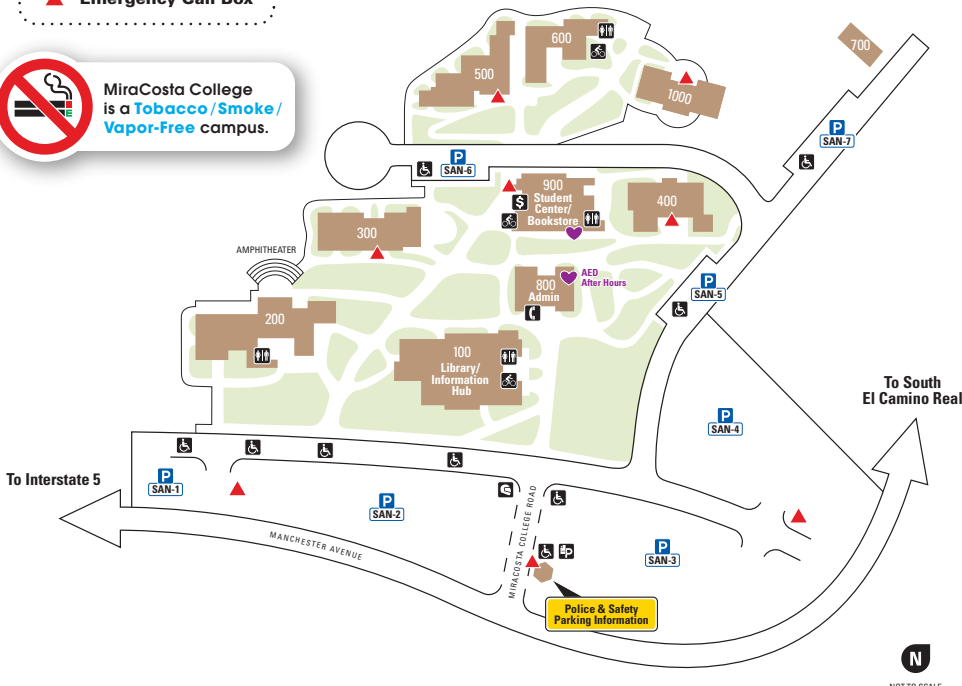 Emergency Call Box
MiraCosta College
is a Tobacco/Smoke/
Vapor-Free campus.
600
500
700
1000
P
SAN-7
P
SAN-6
900
Student
Center/
Bookstore
$
400
300
AMPHITHEATER
AED
After Hours
800
Admin
P
SAN-5
200
100
Library/
Information
Hub
To South
El Camino Real
P
SAN-4
To Interstate 5
P
SAN-1
P
SAN-2
MANCHESTER AVENUE
MIRACOSTA COLLEGE ROAD
P
SAN-3
P
Police & Safety
Parking Information
N
NOT TO SCALE